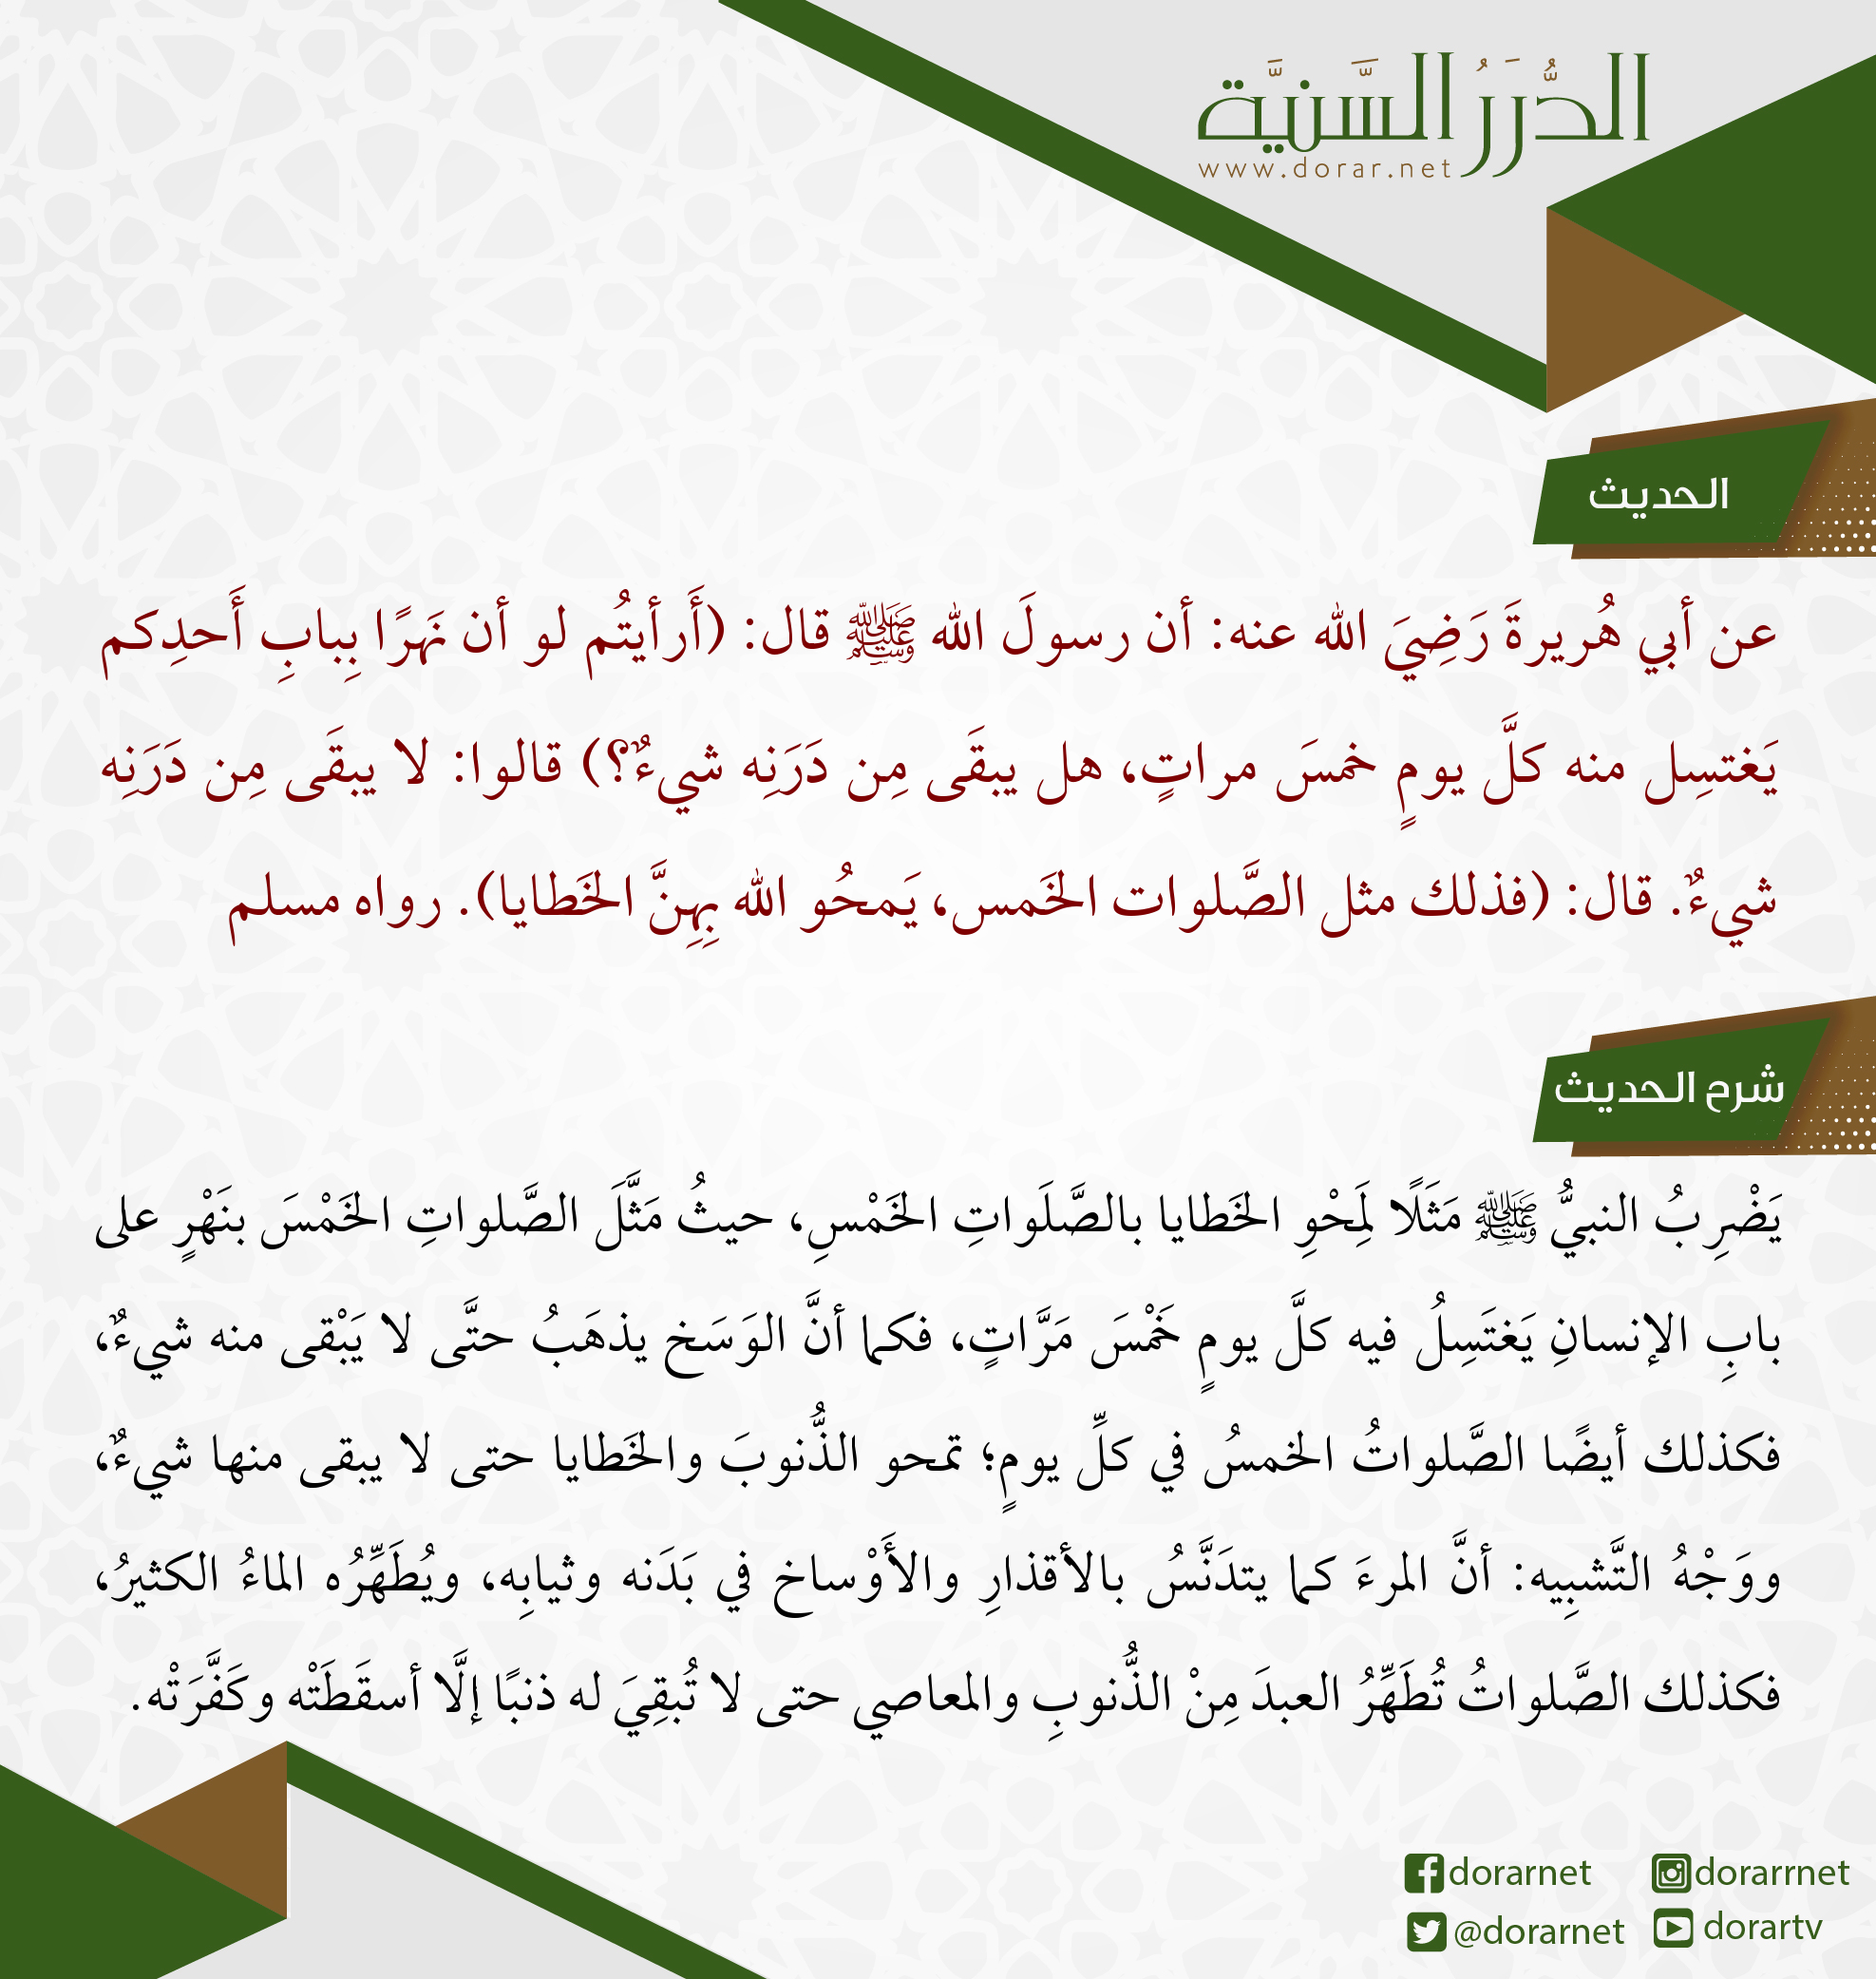 الدُّرَرُ السَّنيَّة
www.dorar.net
الحديث
عن أبي هُريرةَ رَضِيَ الله عنه: أن رسولَ الله ﷺ قال: (أَرأيتُم لو أن نَهرًا بِبابِ أَحدِكم
يَغتسِل منه كلَّ يومٍ خمسَ مراتٍ، هل يبقَى مِن دَرَنِه شيءٌ؟) قالوا: لا يبقَى مِن دَرَنِه
شيءٌ. قال: (فذلك مثل الصَّلوات الخَمس، يَمحُو الله بِهِنَّ الخَطايا). رواه مسلم
شرح الحديث
يَضْرِبُ النبيُّ ﷺ مَثَلًا لِمَحْوِ الخَطايا بالصَّلَواتِ الخَمْسِ، حيثُ مَثَّلَ الصَّلواتِ الخَمْسَ بنَهْرٍ على
بابِ الإنسانِ يَغتَسِلُ فيه كلَّ يومٍ خَمْسَ مَرَّاتٍ، فكما أنَّ الوَسَخ يذهَبُ حتَّى لا يَبْقى منه شيءٌ،
فكذلك أيضًا الصَّلواتُ الخمسُ في كلِّ يومٍ؛ تمحو الذُّنوبَ والخَطايا حتى لا يبقى منها شيءٌ،
ووَجْهُ التَّشبِيه: أنَّ المرءَ كما يتدَنَّسُ بالأقذارِ والأَوْساخ في بَدَنه وثيابِه، ويُطَهِّرُه الماءُ الكثيرُ،
فكذلك الصَّلواتُ تُطَهِّرُ العبدَ مِنْ الذُّنوبِ والمعاصي حتى لا تُبقِيَ له ذنبًا إلَّا أسقَطَتْه وكَفَّرَتْه.
dorarnet dorarrnet
@dorarnet dorartv